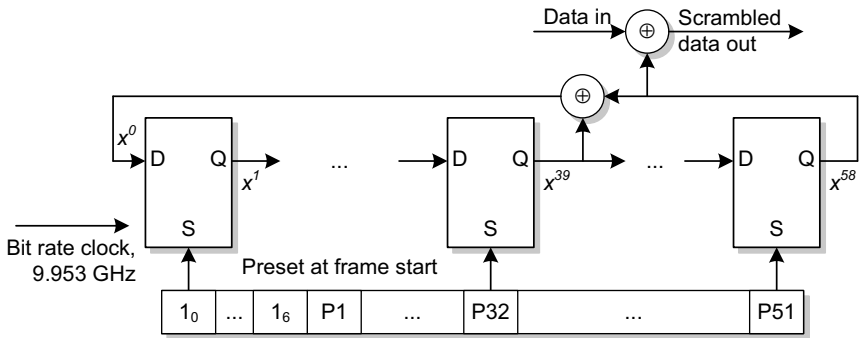 Data in
Scrambled
data out
⊕
⊕
x⁰
D Q
x¹
...
D Q
x³⁹
...
D Q
x⁵⁸
S
S
S
Bit rate clock,
9.953 GHz
Preset at frame start
1₀ ... 1₆ P1 ... P32 ... P51